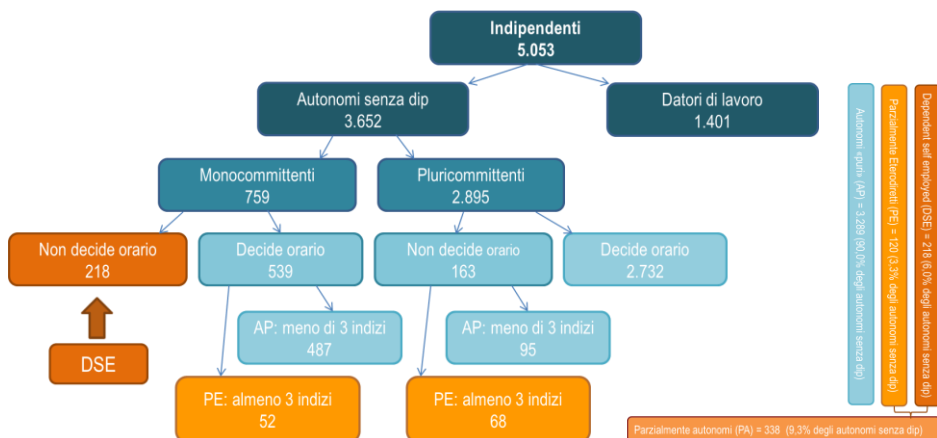 Indipendenti
5.053
Autonomi senza dip
3.652
Datori di lavoro
1.401
Monocommittenti
759
Pluricommittenti
2.895
Non decide orario
218
Decide orario
539
Non decide orario
163
Decide orario
2.732
AP: meno di 3 indizi
487
AP: meno di 3 indizi
95
DSE
PE: almeno 3 indizi
52
PE: almeno 3 indizi
68
Autonomi «puri» (AP) = 3.289 (90,0% degli autonomi senza dip)
Parzialmente Eterodiretti (PE) = 120 (3,3% degli autonomi senza dip)
Dependent self employed (DSE) = 218 (6,0% degli autonomi senza dip)
Parzialmente autonomi (PA) = 338 (9,3% degli autonomi senza dip)